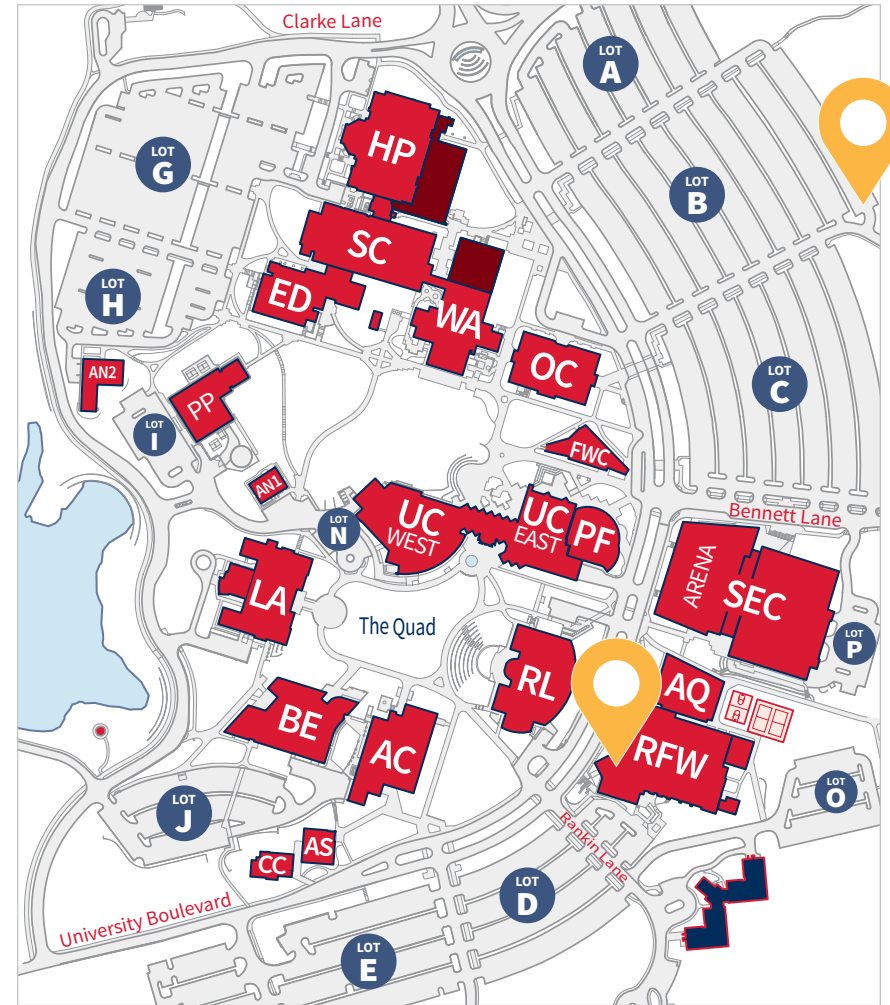 Clarke Lane
LOT
A
HP
LOT
G
LOT
B
SC
LOT
H
ED
WA
OC
AN2
LOT
C
PP
LOT
I
FWC
AN1
Bennett Lane
LOT
N
UC
WEST
UC
EAST
PF
ARENA
SEC
LA
The Quad
LOT
P
RL
AQ
BE
AC
RFW
LOT
J
LOT
O
AS
CC
Rankin Lane
LOT
D
University Boulevard
LOT
E